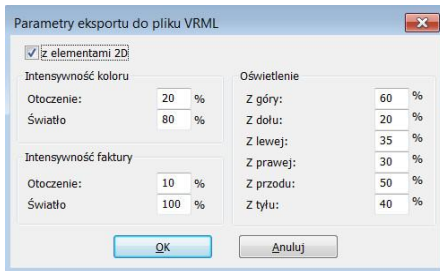 Parametry eksportu do pliku VRML
z elementami 2D
Intensywność koloru
Otoczenie: 20 %
Światło 80 %
Intensywność faktury
Otoczenie: 10 %
Światło 100 %
Oświetlenie
Z góry: 60 %
Z dołu: 20 %
Z lewej: 35 %
Z prawej: 30 %
Z przodu: 50 %
Z tyłu: 40 %
OK Anuluj